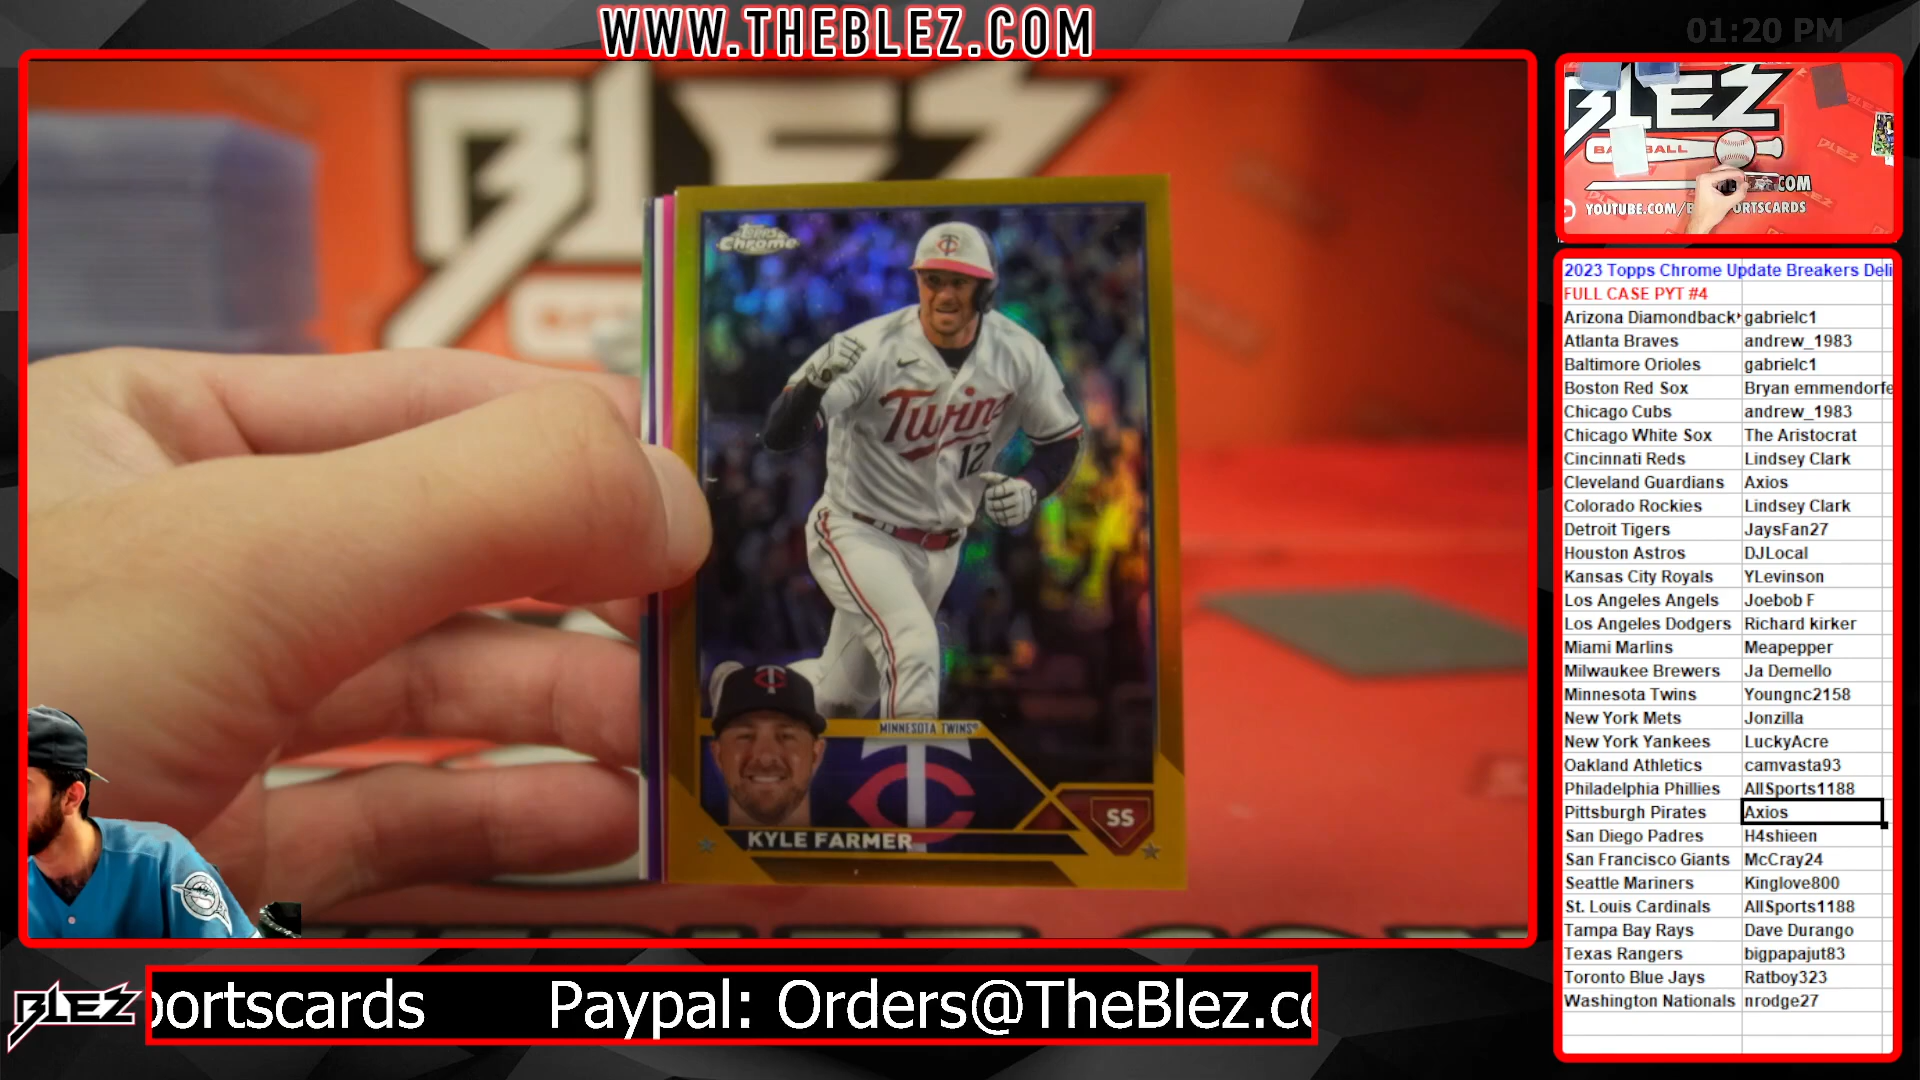 WWW.THEBLEZ.COM
01:20 PM
BLEZ
Topps
Chrome
Twins
12
MINNESOTA TWINS
SS
KYLE FARMER
BLEZ
BLEZ
YOUTUBE.COM/B
ORTSCARDS
2023 Topps Chrome Update Breakers Deli
FULL CASE PYT #4
Arizona Diamondback gabrielc1
Atlanta Braves andrew_1983
Baltimore Orioles gabrielc1
Boston Red Sox Bryan emmendorfe
Chicago Cubs andrew_1983
Chicago White Sox The Aristocrat
Cincinnati Reds Lindsey Clark
Cleveland Guardians Axios
Colorado Rockies Lindsey Clark
Detroit Tigers JaysFan27
Houston Astros DJLocal
Kansas City Royals YLevinson
Los Angeles Angels Joebob F
Los Angeles Dodgers Richard kirker
Miami Marlins Meapepper
Milwaukee Brewers Ja Demello
Minnesota Twins Youngnc2158
New York Mets Jonzilla
New York Yankees LuckyAcre
Oakland Athletics camvasta93
Philadelphia Phillies AllSports1188
Pittsburgh Pirates Axios
San Diego Padres H4shieen
San Francisco Giants McCray24
Seattle Mariners Kinglove800
St. Louis Cardinals AllSports1188
Tampa Bay Rays Dave Durango
Texas Rangers bigpapajut83
Toronto Blue Jays Ratboy323
Washington Nationals nrodge27
BLEZ
portscards Paypal: Orders@TheBlez.co